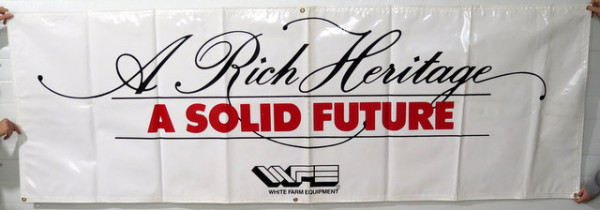 A Rich Heritage
A SOLID FUTURE
WFE
WHITE FARM EQUIPMENT